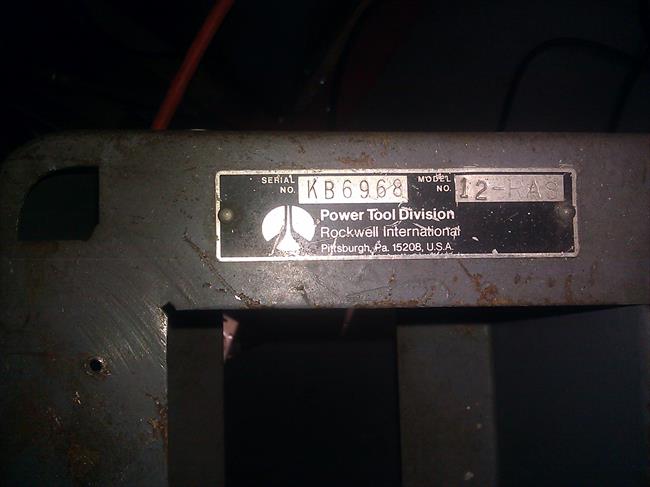 SERIAL NO. KB6968 MODEL NO. 12-RAS
Power Tool Division
Rockwell International
Pittsburgh, Pa. 15208, U.S.A.